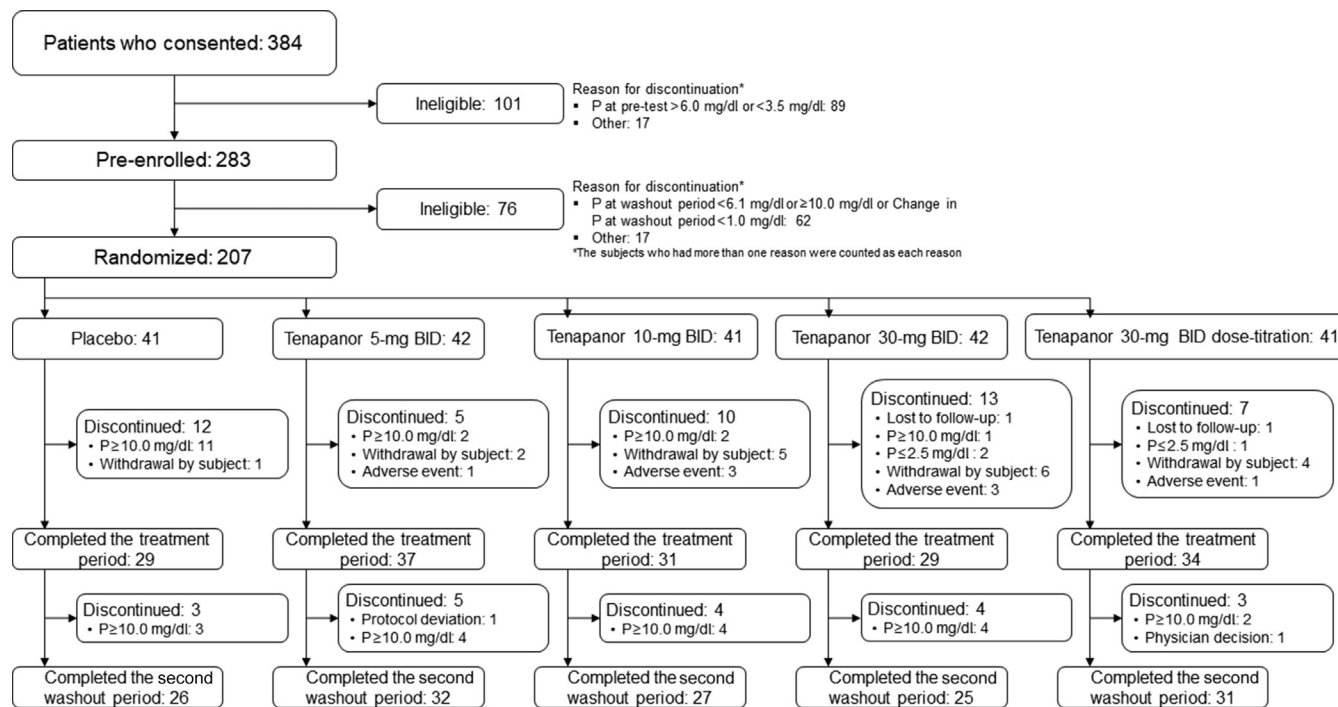 Patients who consented: 384
Ineligible: 101
Reason for discontinuation*
▪ P at pre-test >6.0 mg/dl or <3.5 mg/dl: 89
▪ Other: 17
Pre-enrolled: 283
Ineligible: 76
Reason for discontinuation*
▪ P at washout period <6.1 mg/dl or ≥10.0 mg/dl or Change in
P at washout period <1.0 mg/dl: 62
▪ Other: 17
*The subjects who had more than one reason were counted as each reason
Randomized: 207
Placebo: 41
Tenapanor 5-mg BID: 42
Tenapanor 10-mg BID: 41
Tenapanor 30-mg BID: 42
Tenapanor 30-mg BID dose-titration: 41
Discontinued: 12
• P≥10.0 mg/dl: 11
• Withdrawal by subject: 1
Discontinued: 5
• P≥10.0 mg/dl: 2
• Withdrawal by subject: 2
• Adverse event: 1
Discontinued: 10
• P≥10.0 mg/dl: 2
• Withdrawal by subject: 5
• Adverse event: 3
Discontinued: 13
• Lost to follow-up: 1
• P≥10.0 mg/dl: 1
• P≤2.5 mg/dl : 2
• Withdrawal by subject: 6
• Adverse event: 3
Discontinued: 7
• Lost to follow-up: 1
• P≤2.5 mg/dl : 1
• Withdrawal by subject: 4
• Adverse event: 1
Completed the treatment
period: 29
Completed the treatment
period: 37
Completed the treatment
period: 31
Completed the treatment
period: 29
Completed the treatment
period: 34
Discontinued: 3
• P≥10.0 mg/dl: 3
Discontinued: 5
• Protocol deviation: 1
• P≥10.0 mg/dl: 4
Discontinued: 4
• P≥10.0 mg/dl: 4
Discontinued: 4
• P≥10.0 mg/dl: 4
Discontinued: 3
• P≥10.0 mg/dl: 2
• Physician decision: 1
Completed the second
washout period: 26
Completed the second
washout period: 32
Completed the second
washout period: 27
Completed the second
washout period: 25
Completed the second
washout period: 31